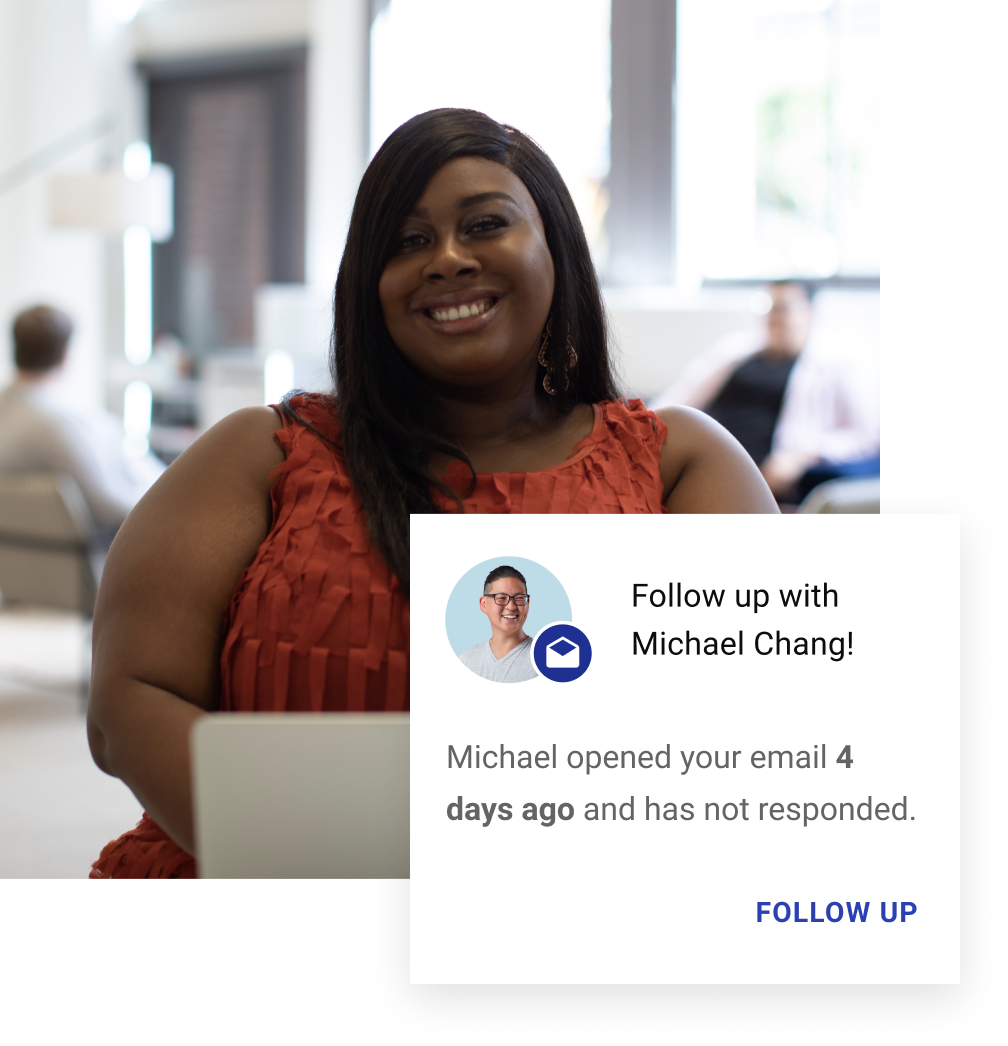 Follow up with
Michael Chang!
Michael opened your email 4
days ago and has not responded.
FOLLOW UP